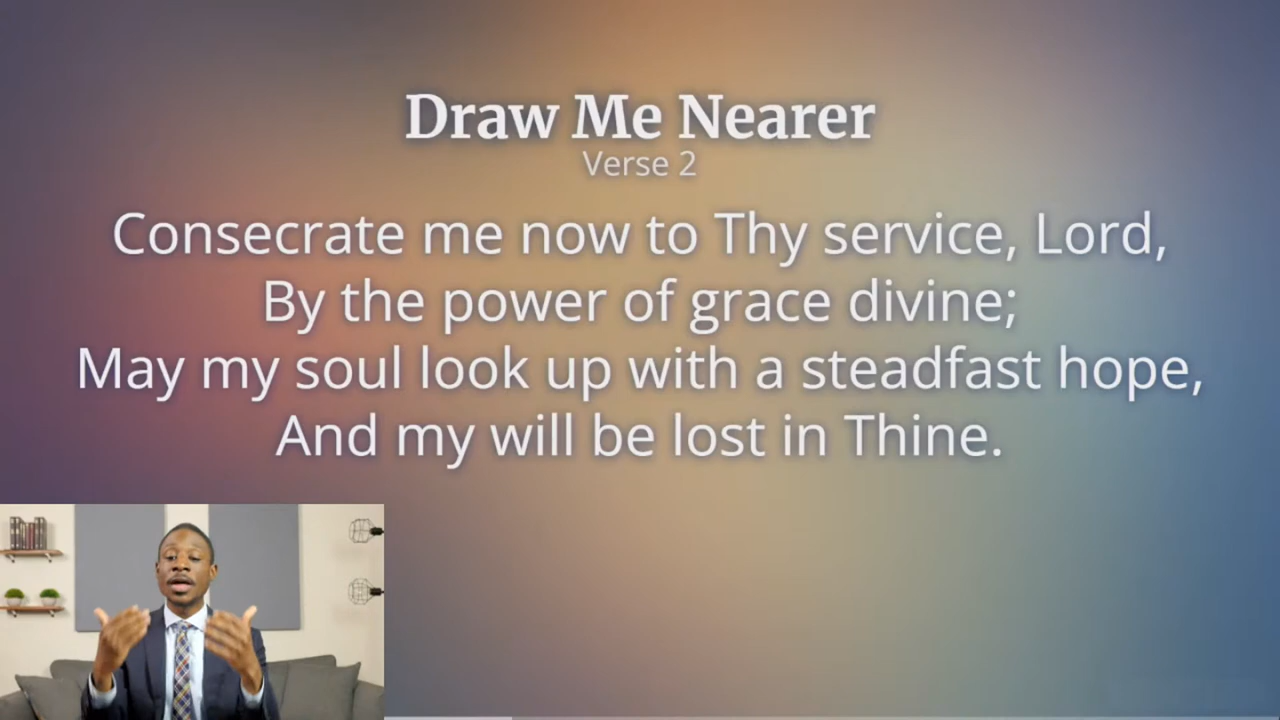 Draw Me Nearer
Verse 2
Consecrate me now to Thy service, Lord,
By the power of grace divine;
May my soul look up with a steadfast hope,
And my will be lost in Thine.